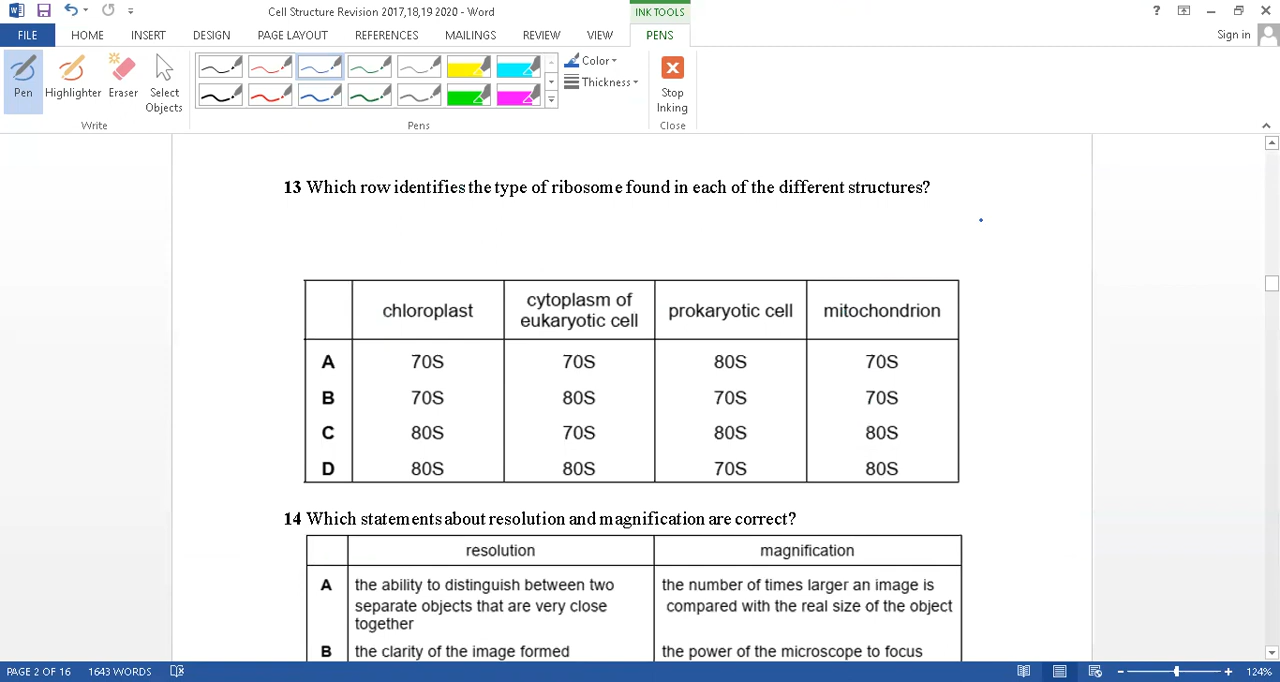 Cell Structure Revision 2017,18,19 2020 - Word
INK TOOLS
?
FILE HOME INSERT DESIGN PAGE LAYOUT REFERENCES MAILINGS REVIEW VIEW PENS Sign in
Pen Highlighter Eraser Select Objects
Color
Thickness
Stop Inking
Write Pens Close
13 Which row identifies the type of ribosome found in each of the different structures?
chloroplast cytoplasm of eukaryotic cell prokaryotic cell mitochondrion
A 70S 70S 80S 70S
B 70S 80S 70S 70S
C 80S 70S 80S 80S
D 80S 80S 70S 80S
14 Which statements about resolution and magnification are correct?
resolution magnification
A the ability to distinguish between two the number of times larger an image is
separate objects that are very close compared with the real size of the object
together
B the clarity of the image formed the power of the microscope to focus
PAGE 2 OF 16 1643 WORDS 124%